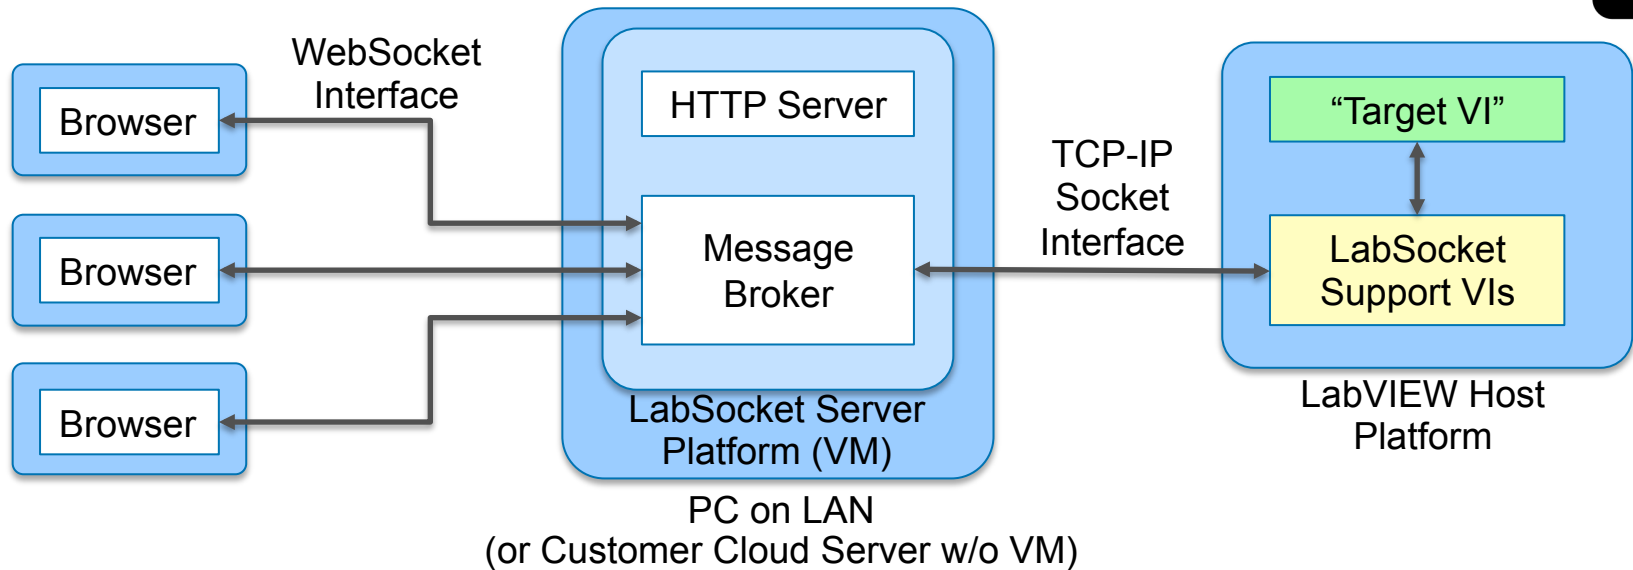 WebSocket
Interface
Browser
Browser
Browser
HTTP Server
Message
Broker
LabSocket Server
Platform (VM)
PC on LAN
(or Customer Cloud Server w/o VM)
TCP-IP
Socket
Interface
“Target VI”
LabSocket
Support VIs
LabVIEW Host
Platform